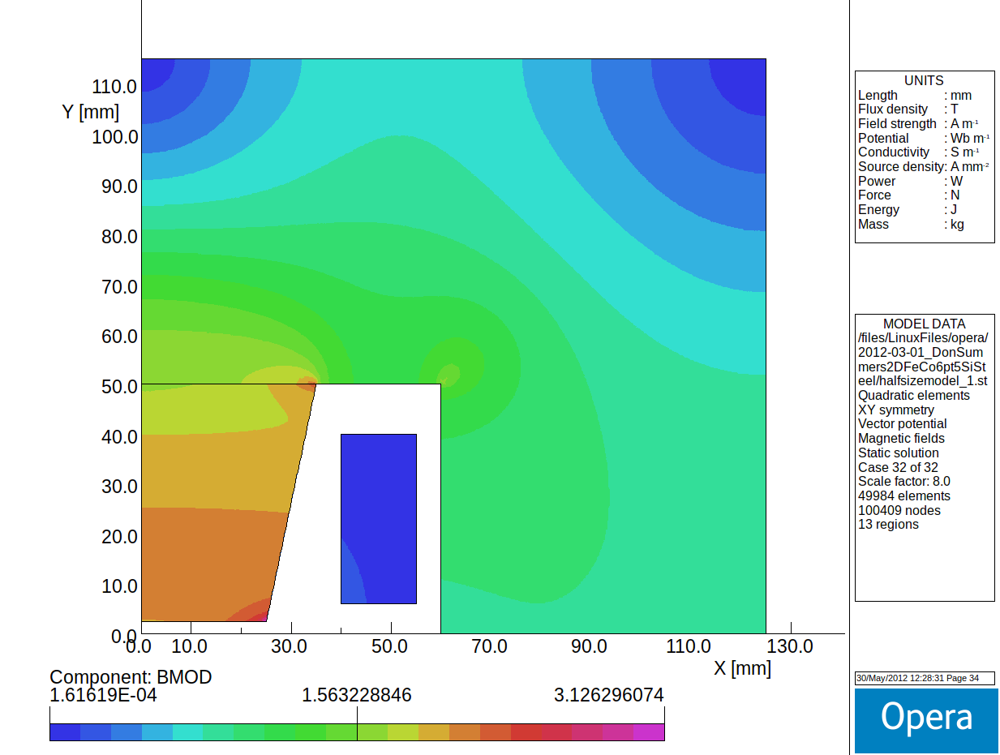 110.0
Y [mm]
100.0
90.0
80.0
70.0
60.0
50.0
40.0
30.0
20.0
10.0
0.0
0.0 10.0 30.0 50.0 70.0 90.0 110.0 130.0
X [mm]
Component: BMOD
1.61619E-04 1.563228846 3.126296074
UNITS
Length : mm
Flux density : T
Field strength : A m⁻¹
Potential : Wb m⁻¹
Conductivity : S m⁻¹
Source density: A mm⁻²
Power : W
Force : N
Energy : J
Mass : kg
MODEL DATA
/files/LinuxFiles/opera/
2012-03-01_DonSum
mers2DFeCo6pt5SiSt
eel/halfsizemodel_1.st
Quadratic elements
XY symmetry
Vector potential
Magnetic fields
Static solution
Case 32 of 32
Scale factor: 8.0
49984 elements
100409 nodes
13 regions
30/May/2012 12:28:31 Page 34
Opera